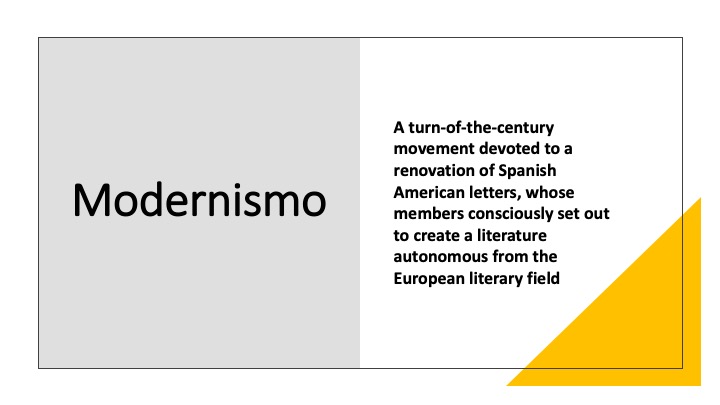 Modernismo
A turn-of-the-century
movement devoted to a
renovation of Spanish
American letters, whose
members consciously set out
to create a literature
autonomous from the
European literary field